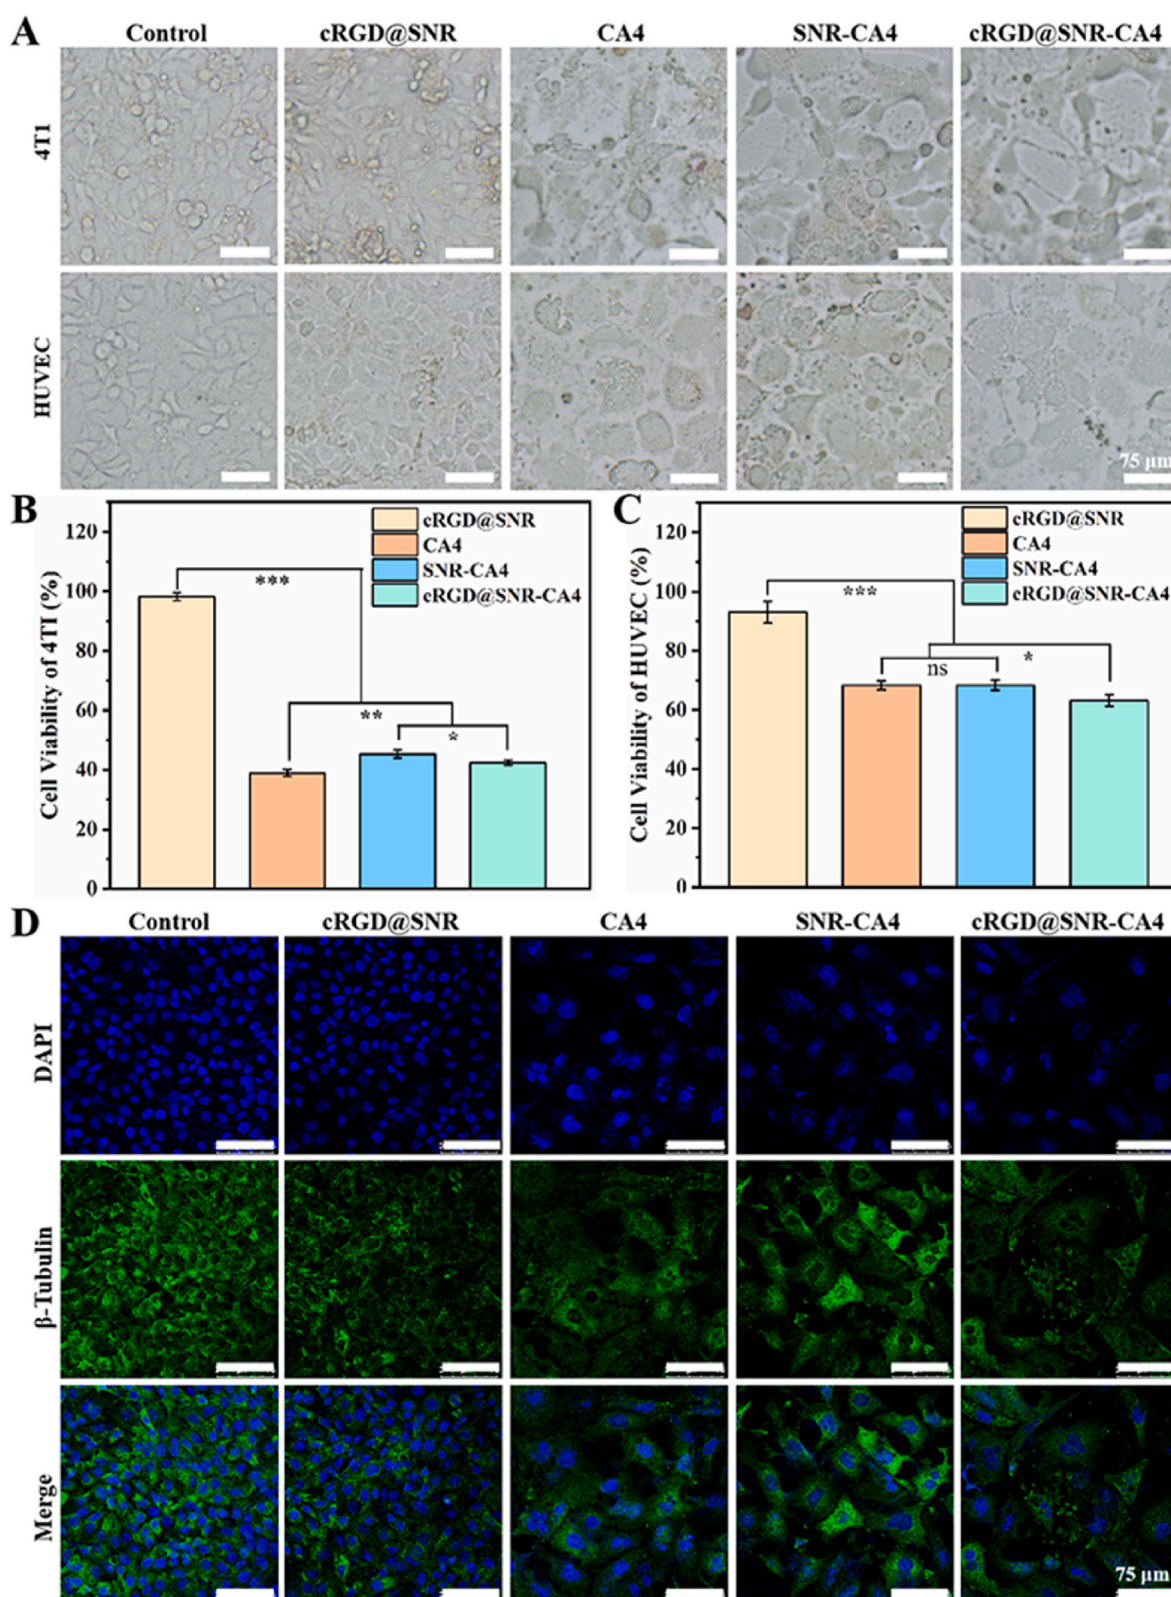 A
Control cRGD@SNR CA4 SNR-CA4 cRGD@SNR-CA4
4T1
HUVEC
75 μm
B
Cell Viability of 4TI (%)
120
100
80
60
40
20
0
cRGD@SNR
CA4
SNR-CA4
cRGD@SNR-CA4
***
**
*
C
Cell Viability of HUVEC (%)
120
100
80
60
40
20
0
cRGD@SNR
CA4
SNR-CA4
cRGD@SNR-CA4
***
ns
*
D
Control cRGD@SNR CA4 SNR-CA4 cRGD@SNR-CA4
DAPI
β-Tubulin
Merge
75 μm